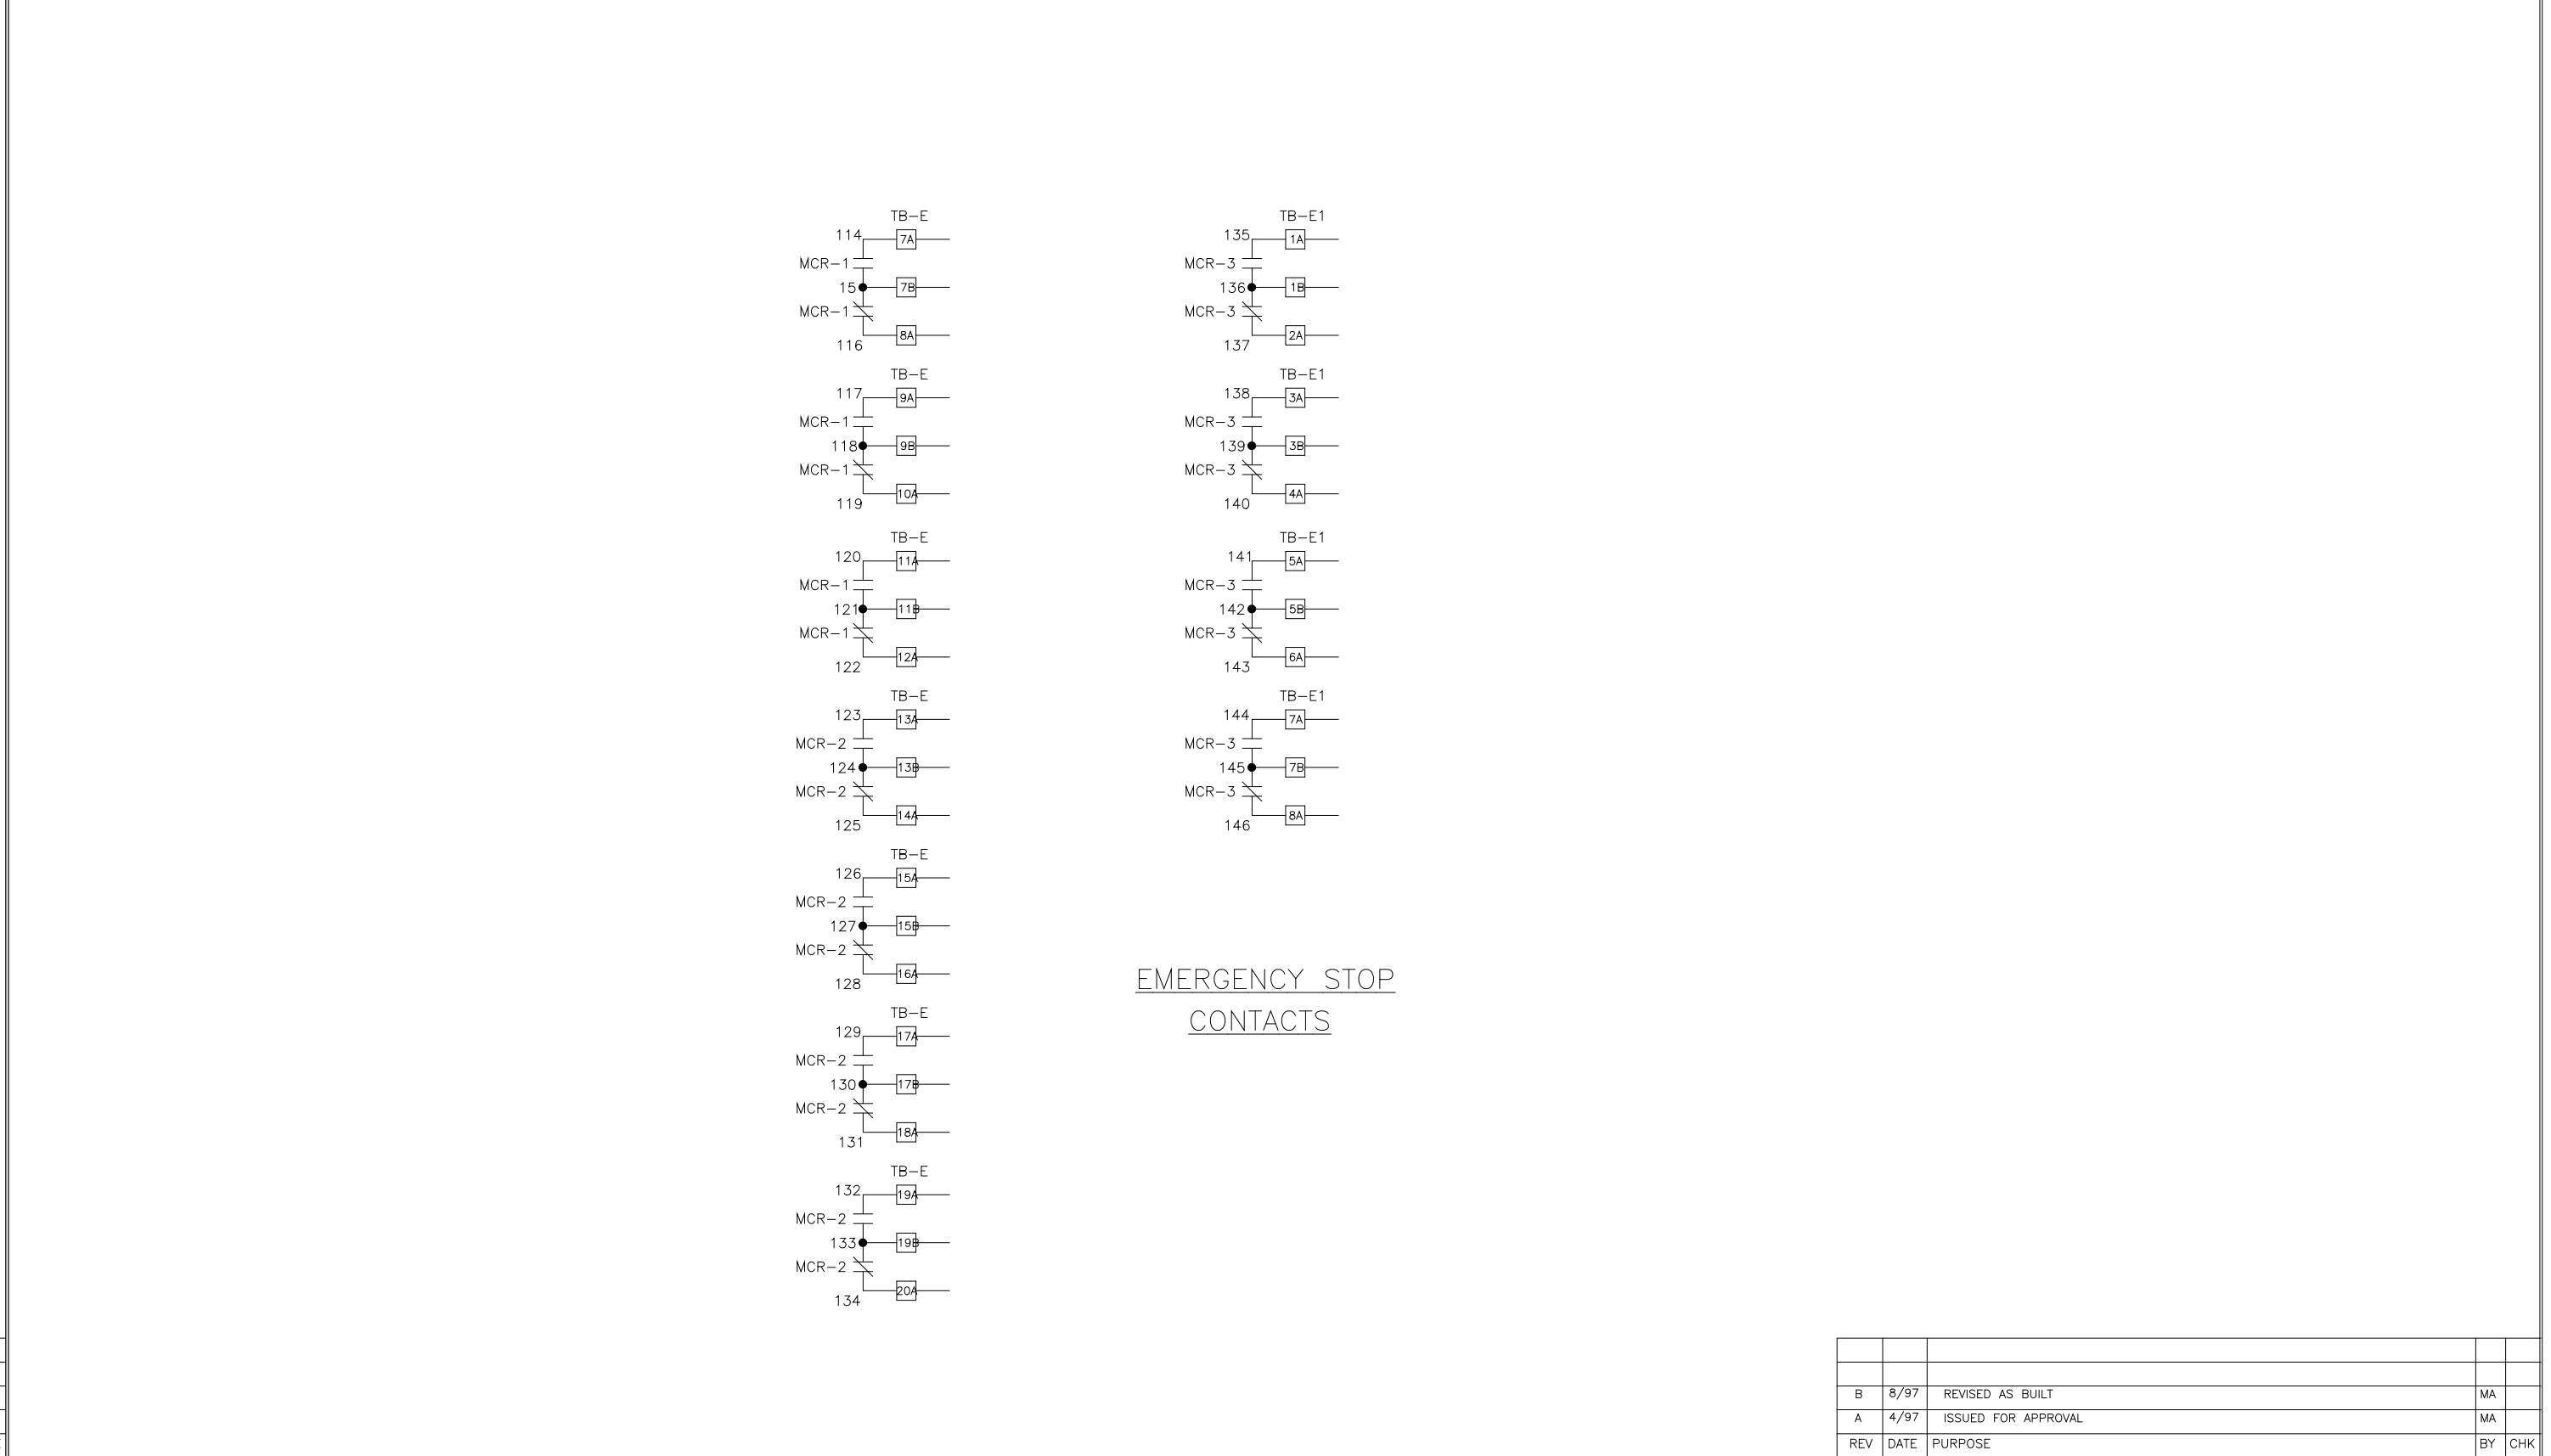 TB-E
114 7A
MCR-1
15 7B
MCR-1
8A
116
TB-E
117 9A
MCR-1
118 9B
MCR-1
10A
119
TB-E
120 11A
MCR-1
121 11B
MCR-1
12A
122
TB-E
123 13A
MCR-2
124 13B
MCR-2
14A
125
TB-E
126 15A
MCR-2
127 15B
MCR-2
16A
128
TB-E
129 17A
MCR-2
130 17B
MCR-2
18A
131
TB-E
132 19A
MCR-2
133 19B
MCR-2
20A
134
TB-E1
135 1A
MCR-3
136 1B
MCR-3
2A
137
TB-E1
138 3A
MCR-3
139 3B
MCR-3
4A
140
TB-E1
141 5A
MCR-3
142 5B
MCR-3
6A
143
TB-E1
144 7A
MCR-3
145 7B
MCR-3
8A
146
EMERGENCY STOP
CONTACTS
B 8/97 REVISED AS BUILT MA
A 4/97 ISSUED FOR APPROVAL MA
REV DATE PURPOSE BY CHK